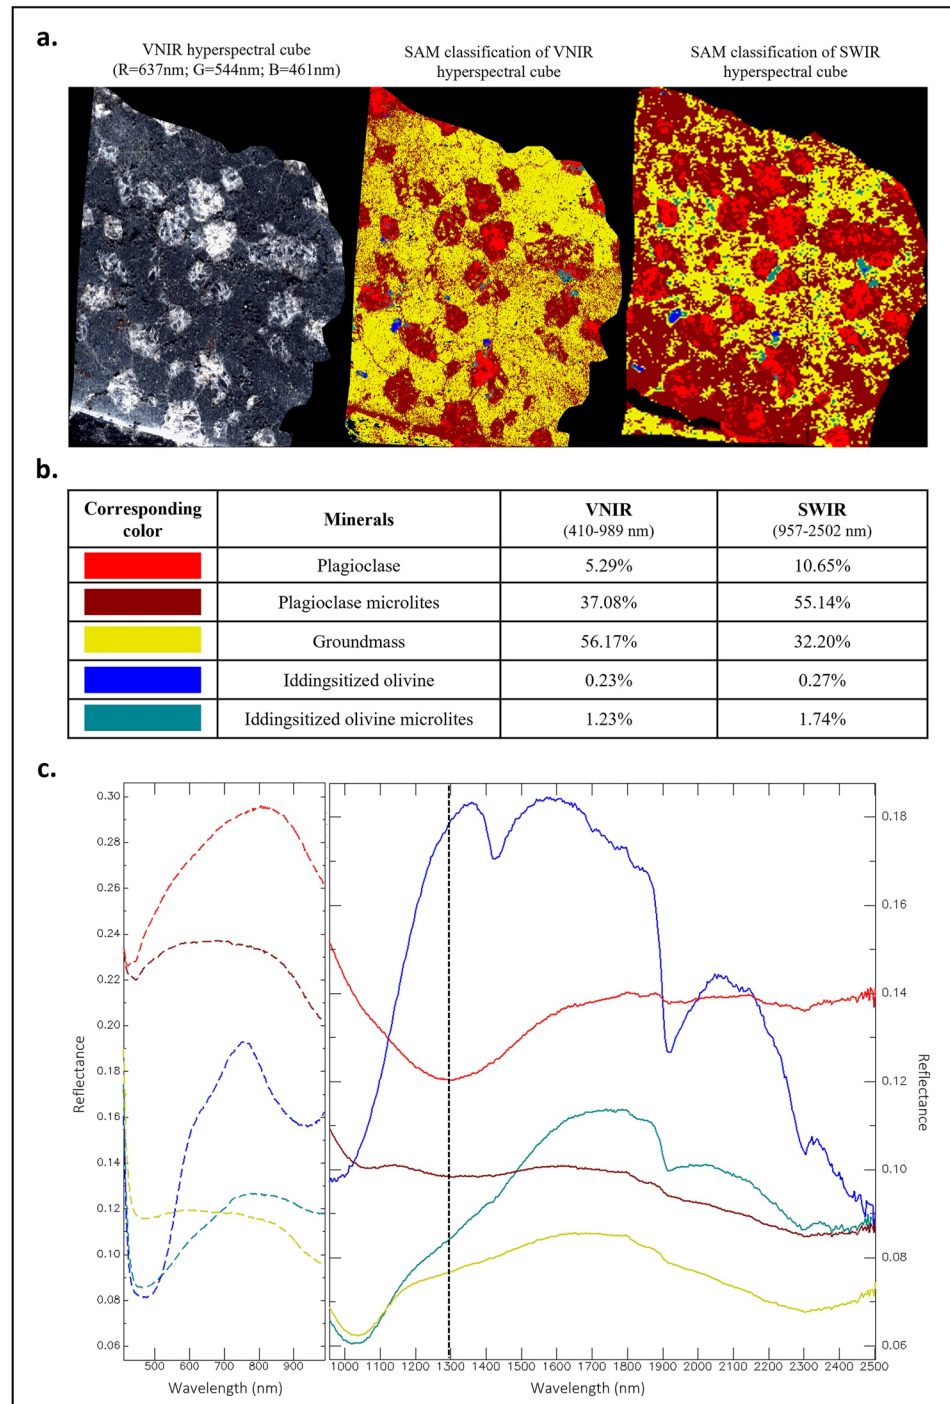 a.
VNIR hyperspectral cube
(R=637nm; G=544nm; B=461nm)
SAM classification of VNIR
hyperspectral cube
SAM classification of SWIR
hyperspectral cube
b.
Corresponding
color
Minerals
VNIR
(410-989 nm)
SWIR
(957-2502 nm)
Plagioclase 5.29% 10.65%
Plagioclase microlites 37.08% 55.14%
Groundmass 56.17% 32.20%
Iddingsitized olivine 0.23% 0.27%
Iddingsitized olivine microlites 1.23% 1.74%
c.
0.30
0.28
0.26
0.24
0.22
0.20
0.18
0.16
0.14
0.12
0.10
0.08
0.06
Reflectance
500 600 700 800 900
Wavelength (nm)
0.18
0.16
0.14
0.12
0.10
0.08
0.06
Reflectance
1000 1100 1200 1300 1400 1500 1600 1700 1800 1900 2000 2100 2200 2300 2400 2500
Wavelength (nm)